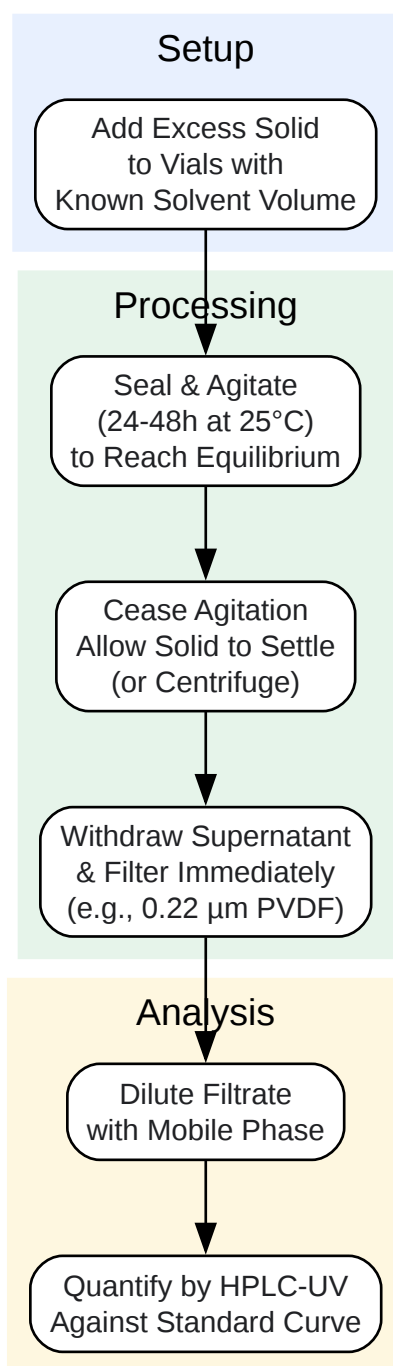 Setup
Add Excess Solid
to Vials with
Known Solvent Volume
Processing
Seal & Agitate
(24-48h at 25°C)
to Reach Equilibrium
Cease Agitation
Allow Solid to Settle
(or Centrifuge)
Withdraw Supernatant
& Filter Immediately
(e.g., 0.22 µm PVDF)
Analysis
Dilute Filtrate
with Mobile Phase
Quantify by HPLC-UV
Against Standard Curve